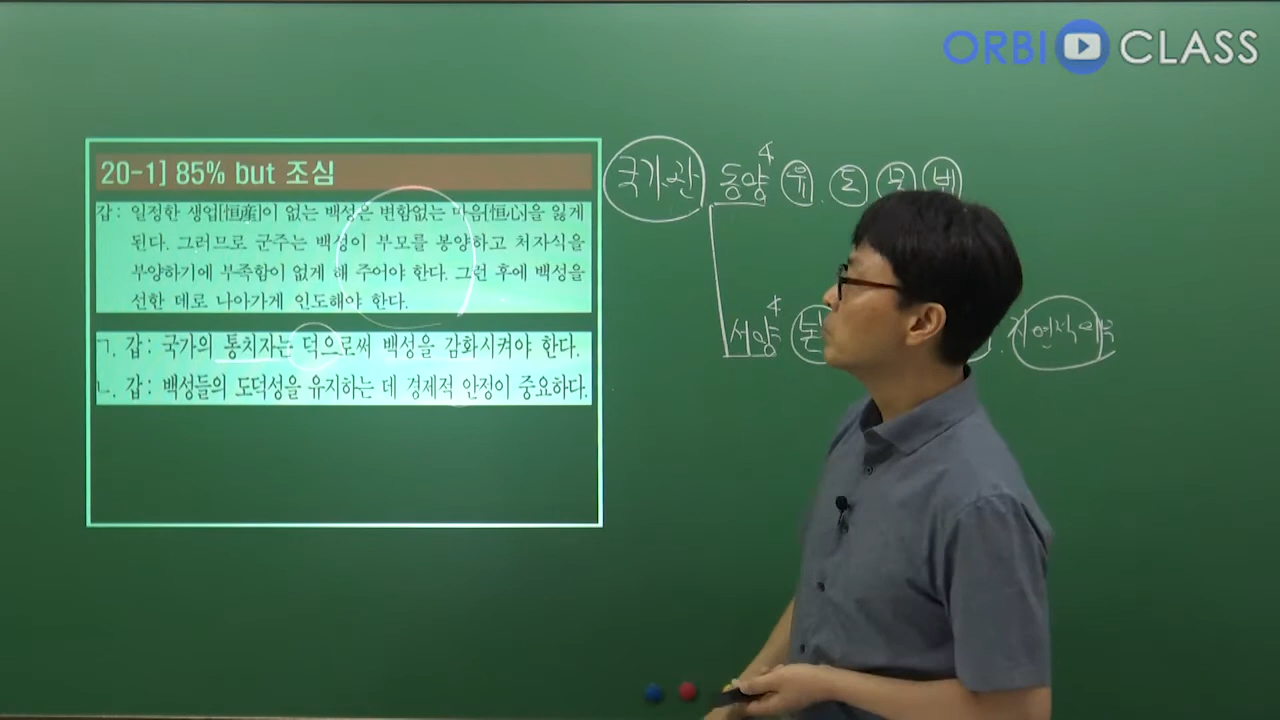 ORBI CLASS
20-1] 85% but 조심
갑: 일정한 생업[恒産]이 없는 백성은 변함없는 마음[恒心]을 잃게
된다. 그러므로 군주는 백성이 부모를 봉양하고 처자식을
부양하기에 부족함이 없게 해 주어야 한다. 그런 후에 백성을
선한 데로 나아가게 인도해야 한다.
ㄱ. 갑: 국가의 통치자는 덕으로써 백성을 감화시켜야 한다.
ㄴ. 갑: 백성들의 도덕성을 유지하는 데 경제적 안정이 중요하다.
국가관 동양 4 유 도
서양 4